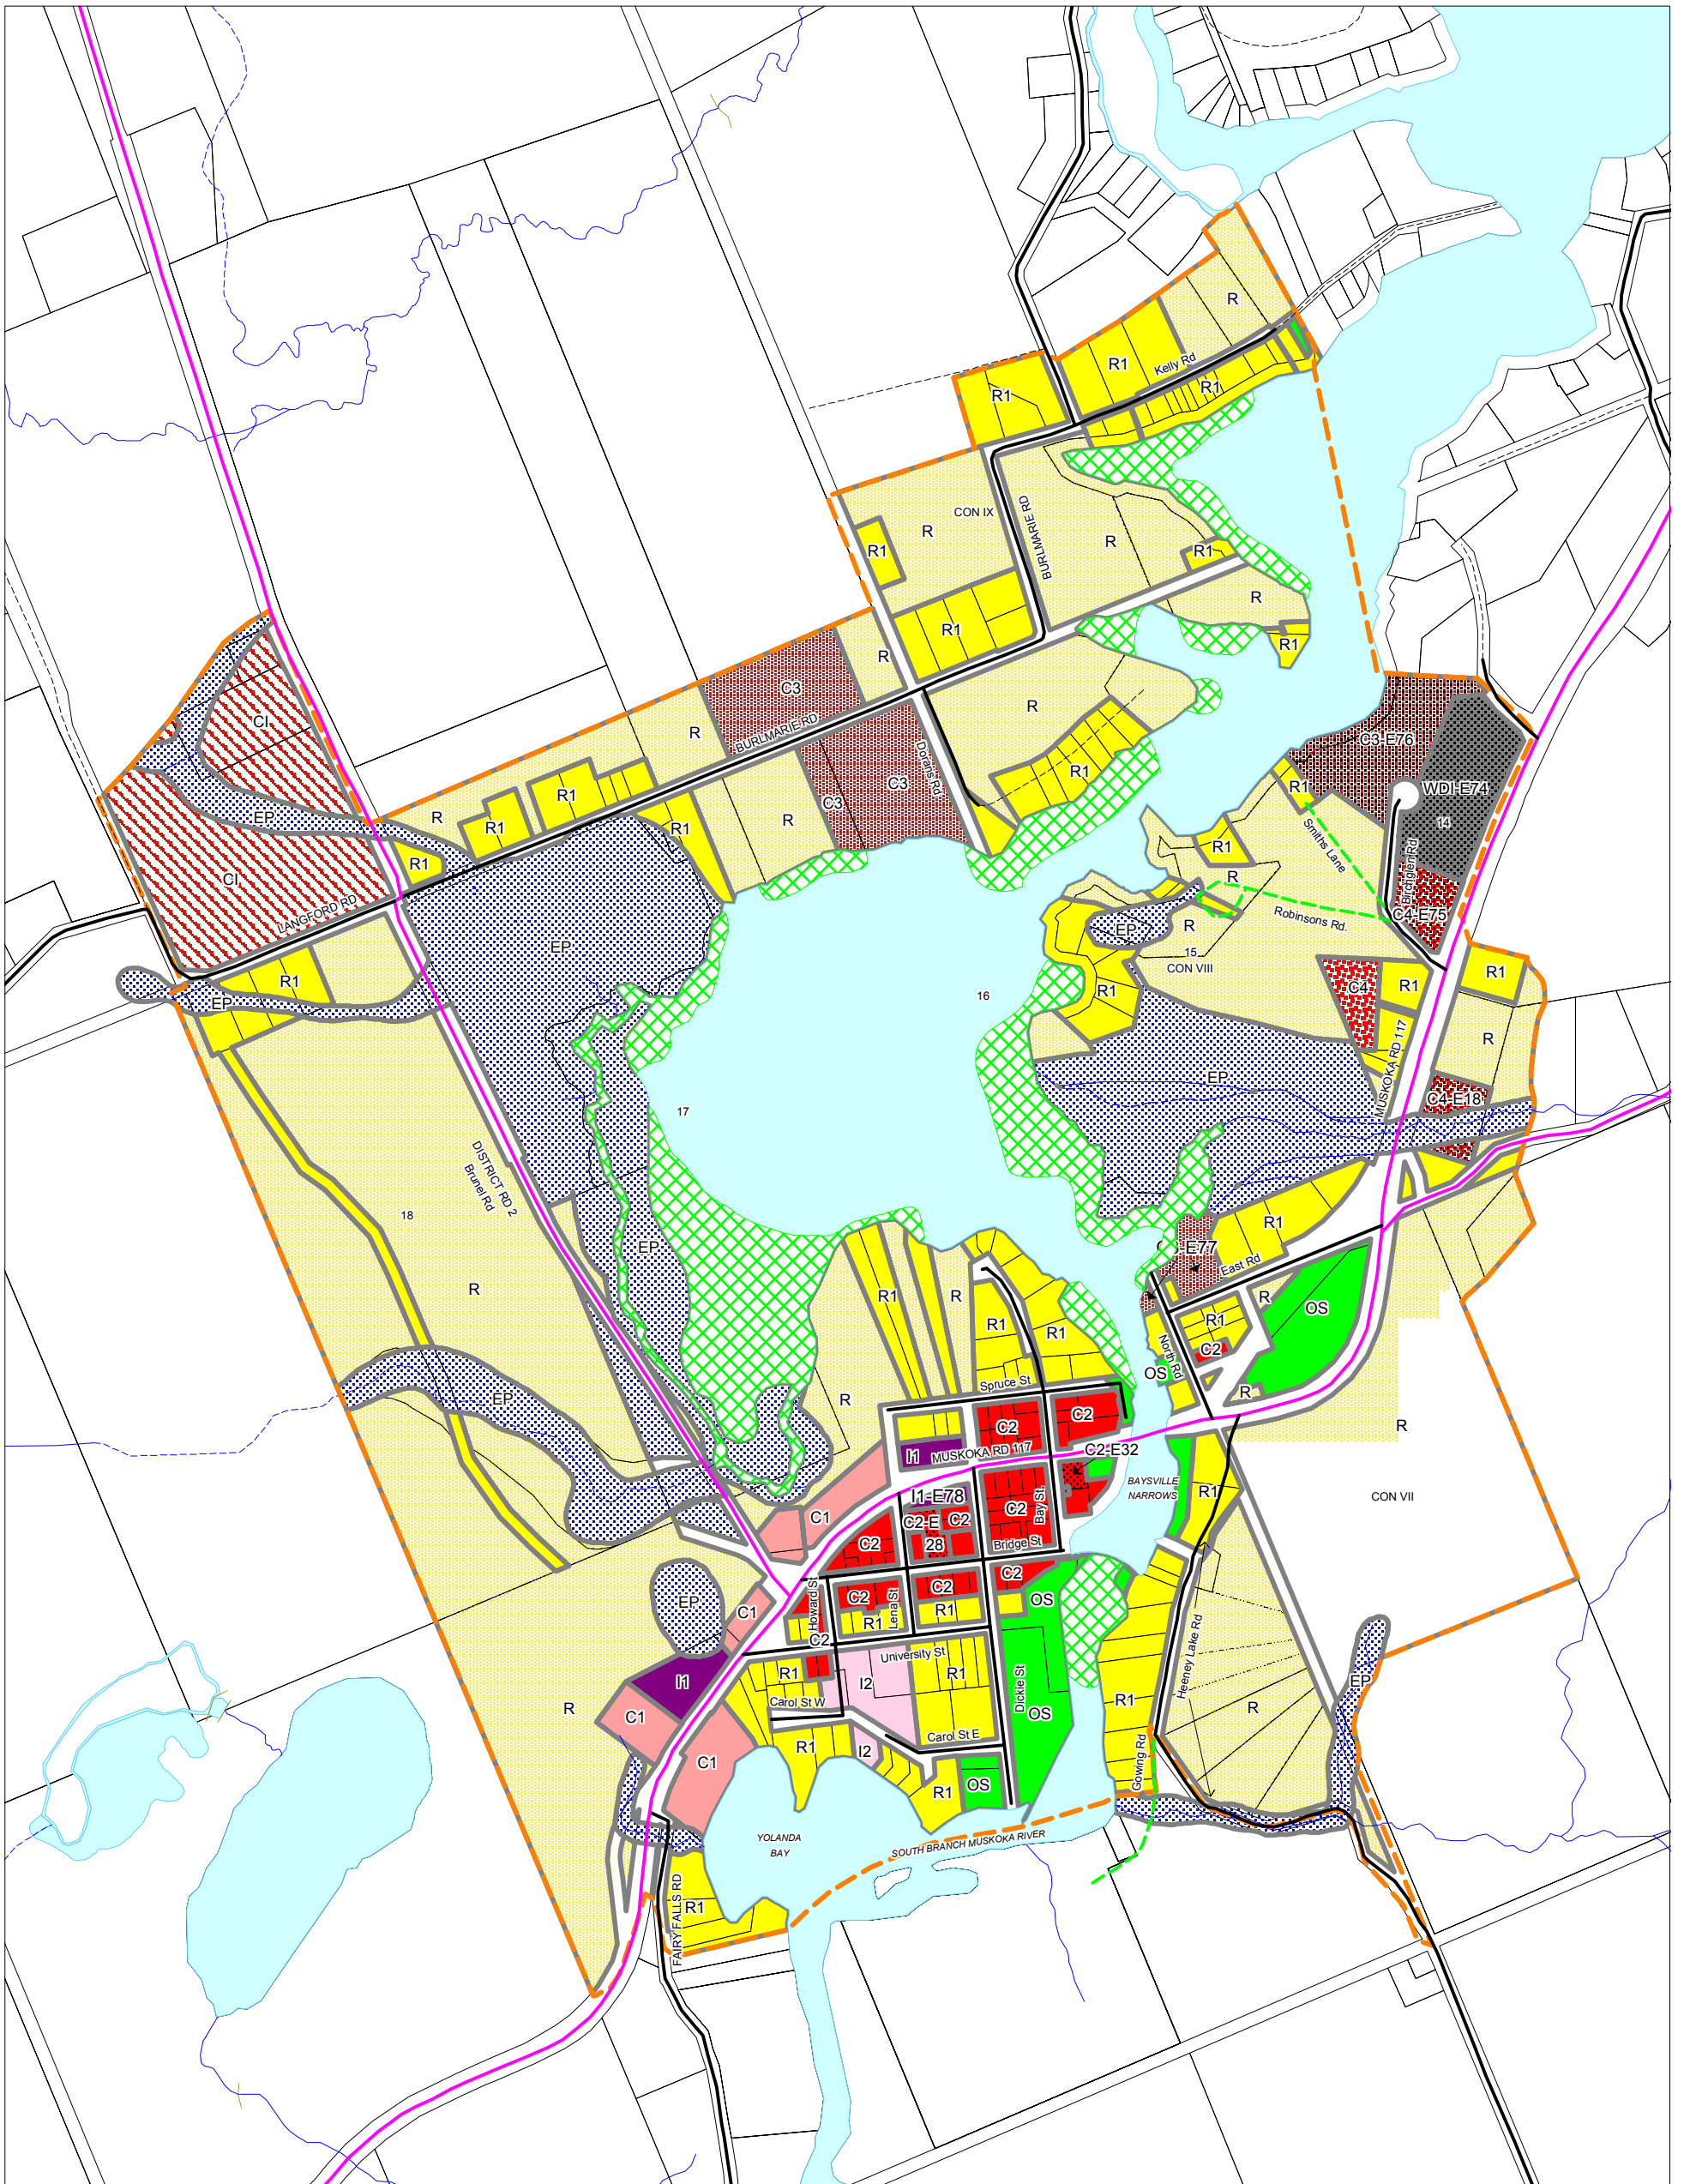 R
R1
Kelly Rd
R1
R1
CON IX
R
BURLMARIE RD
R
R1
R1
R
R1
R1
R
C3
R
CI
BURLMARIE RD
R
C3
C3
Dorans Rd
R1
C3-E76
R1
WDI-E74
14
R1
R1
R
EP
R1
R
R1
R1
Smiths Lane
R
Birchglen Rd
C4-E75
CI
LANGFORD RD
Robinsons Rd.
R
EP
15
CON VIII
EP
R1
EP
16
R1
C4
R1
R1
R
MUSKOKA RD 117
EP
C4-E18
17
DISTRICT RD 2
Brunel Rd
18
EP
R
R1
R
R1
R1
-E77
East Rd
R1
R
OS
R1
C2
North Rd
OS
R
Spruce St
R
EP
C2
C2
R
I1
MUSKOKA RD 117
C2-E32
BAYSVILLE
NARROWS
R1
CON VII
I1-E78
C1
C2-E
28
C2
C2
Bay St
C2
Bridge St
C2
EP
C1
Howard St
C2
Lena St
C2
R1
R1
OS
C2
University St
Heeney Lake Rd
EP
R
I1
R1
I2
R1
Dickie St
OS
R1
R
C1
Carol St W
Carol St E
C1
R1
I2
R1
OS
Gowing Rd
YOLANDA
BAY
SOUTH BRANCH MUSKOKA RIVER
R1
FAIRY FALLS RD